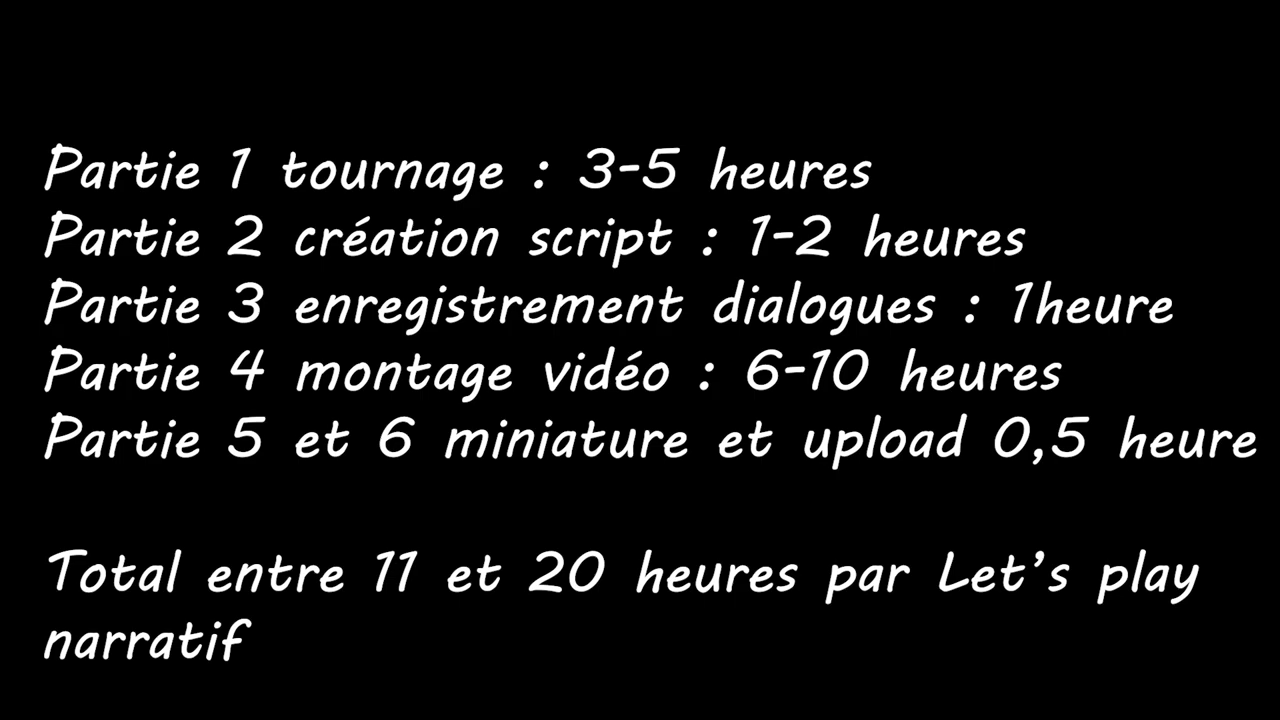 Partie 1 tournage : 3-5 heures
Partie 2 création script : 1-2 heures
Partie 3 enregistrement dialogues : 1heure
Partie 4 montage vidéo : 6-10 heures
Partie 5 et 6 miniature et upload 0,5 heure
Total entre 11 et 20 heures par Let’s play
narratif